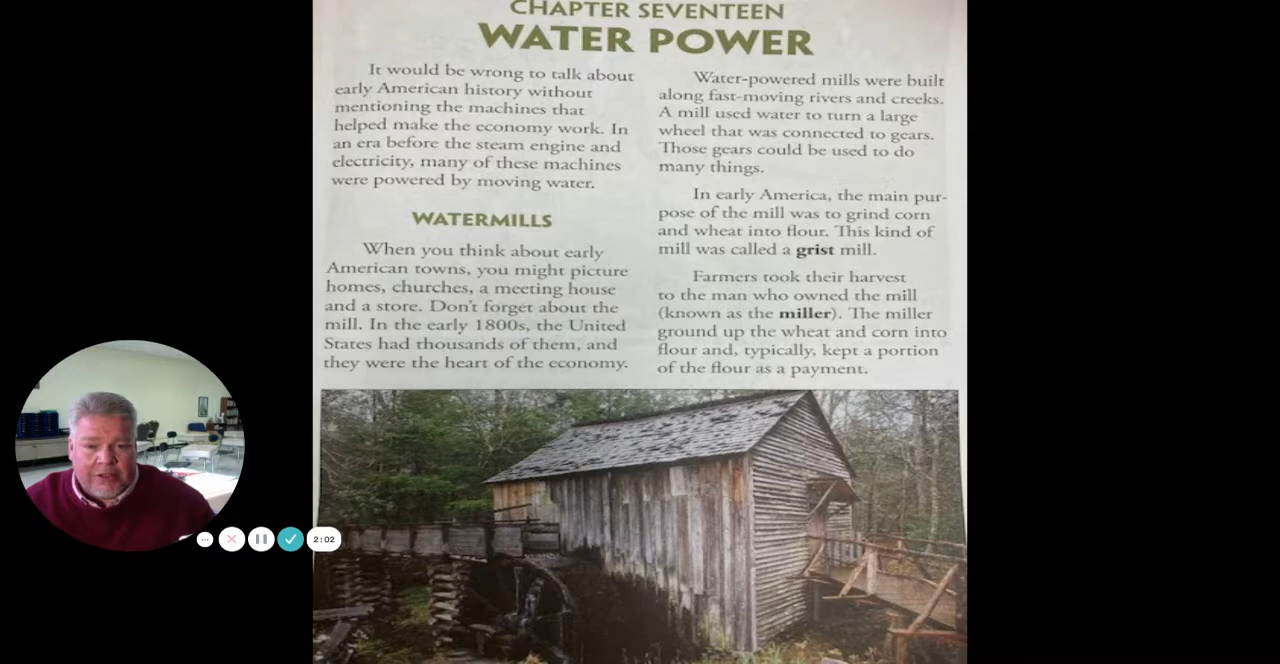 CHAPTER SEVENTEEN
WATER POWER
It would be wrong to talk about
early American history without
mentioning the machines that
helped make the economy work. In
an era before the steam engine and
electricity, many of these machines
were powered by moving water.
WATERMILLS
When you think about early
American towns, you might picture
homes, churches, a meeting house
and a store. Don't forget about the
mill. In the early 1800s, the United
States had thousands of them, and
they were the heart of the economy.
Water-powered mills were built
along fast-moving rivers and creeks.
A mill used water to turn a large
wheel that was connected to gears.
Those gears could be used to do
many things.
In early America, the main pur-
pose of the mill was to grind corn
and wheat into flour. This kind of
mill was called a grist mill.
Farmers took their harvest
to the man who owned the mill
(known as the miller). The miller
ground up the wheat and corn into
flour and, typically, kept a portion
of the flour as a payment.
2:02